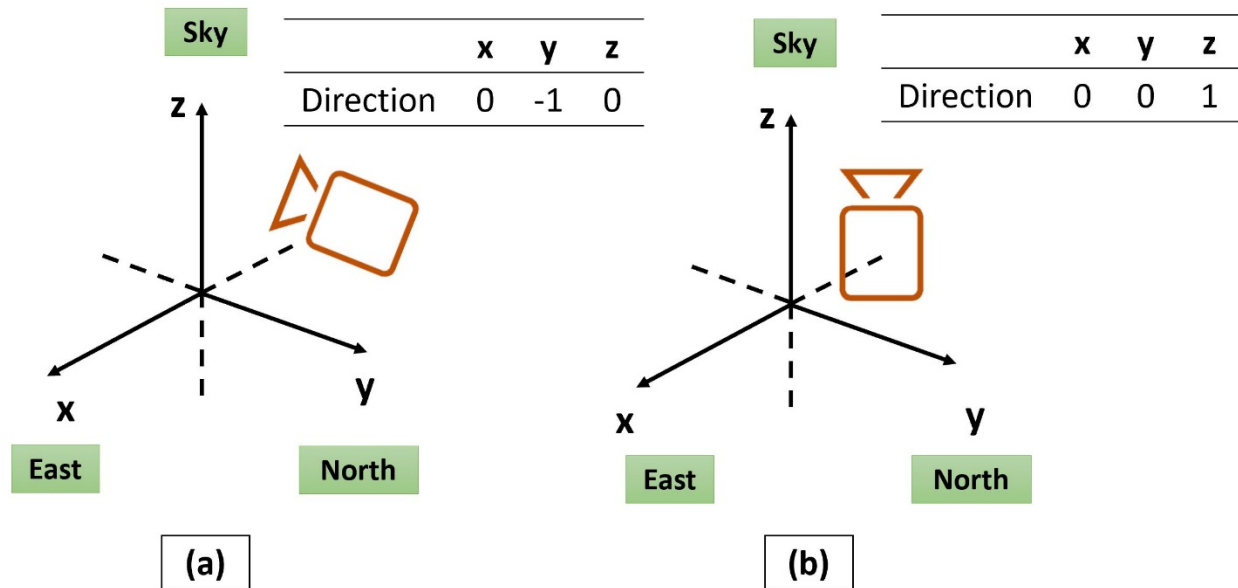 Sky
x y z
Direction 0 -1 0
z
x
y
East
North
(a)
Sky
x y z
Direction 0 0 1
z
x
y
East
North
(b)